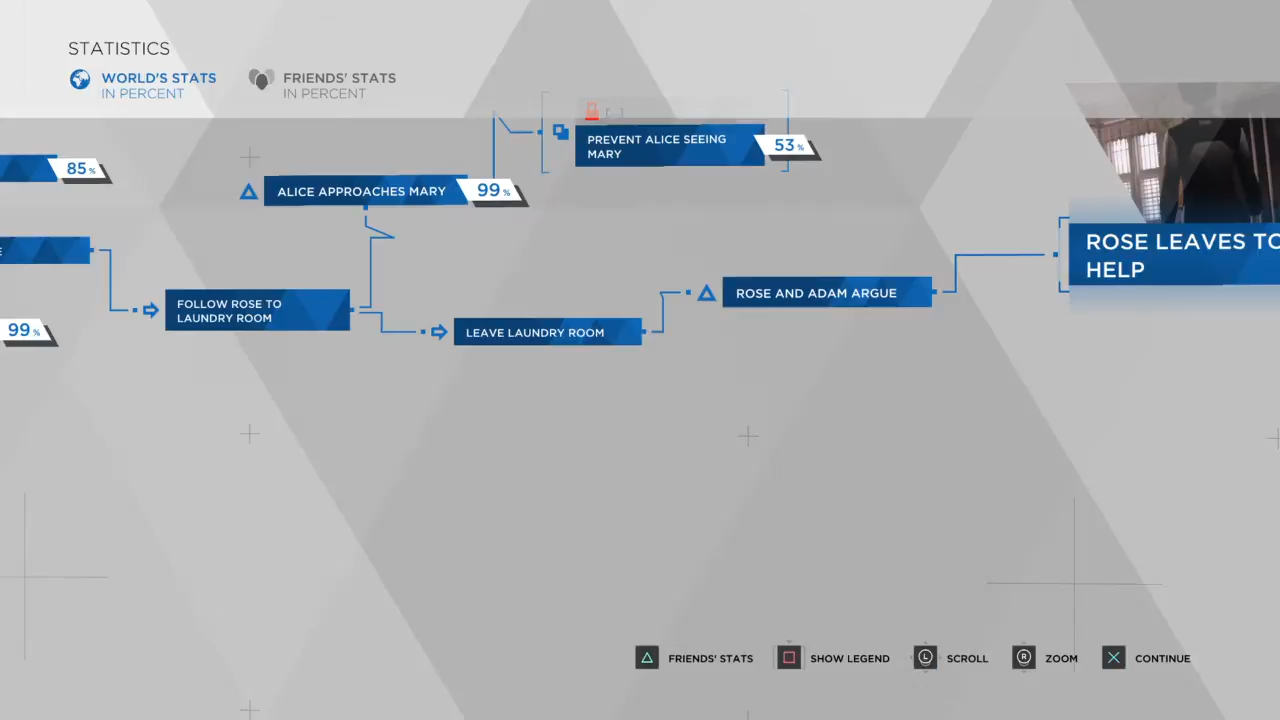 STATISTICS
WORLD'S STATS
IN PERCENT
FRIENDS' STATS
IN PERCENT
PREVENT ALICE SEEING
MARY
53%
85%
ALICE APPROACHES MARY
99%
E
ROSE LEAVES TO
HELP
FOLLOW ROSE TO
LAUNDRY ROOM
ROSE AND ADAM ARGUE
99%
LEAVE LAUNDRY ROOM
FRIENDS' STATS
SHOW LEGEND
L
SCROLL
R
ZOOM
CONTINUE